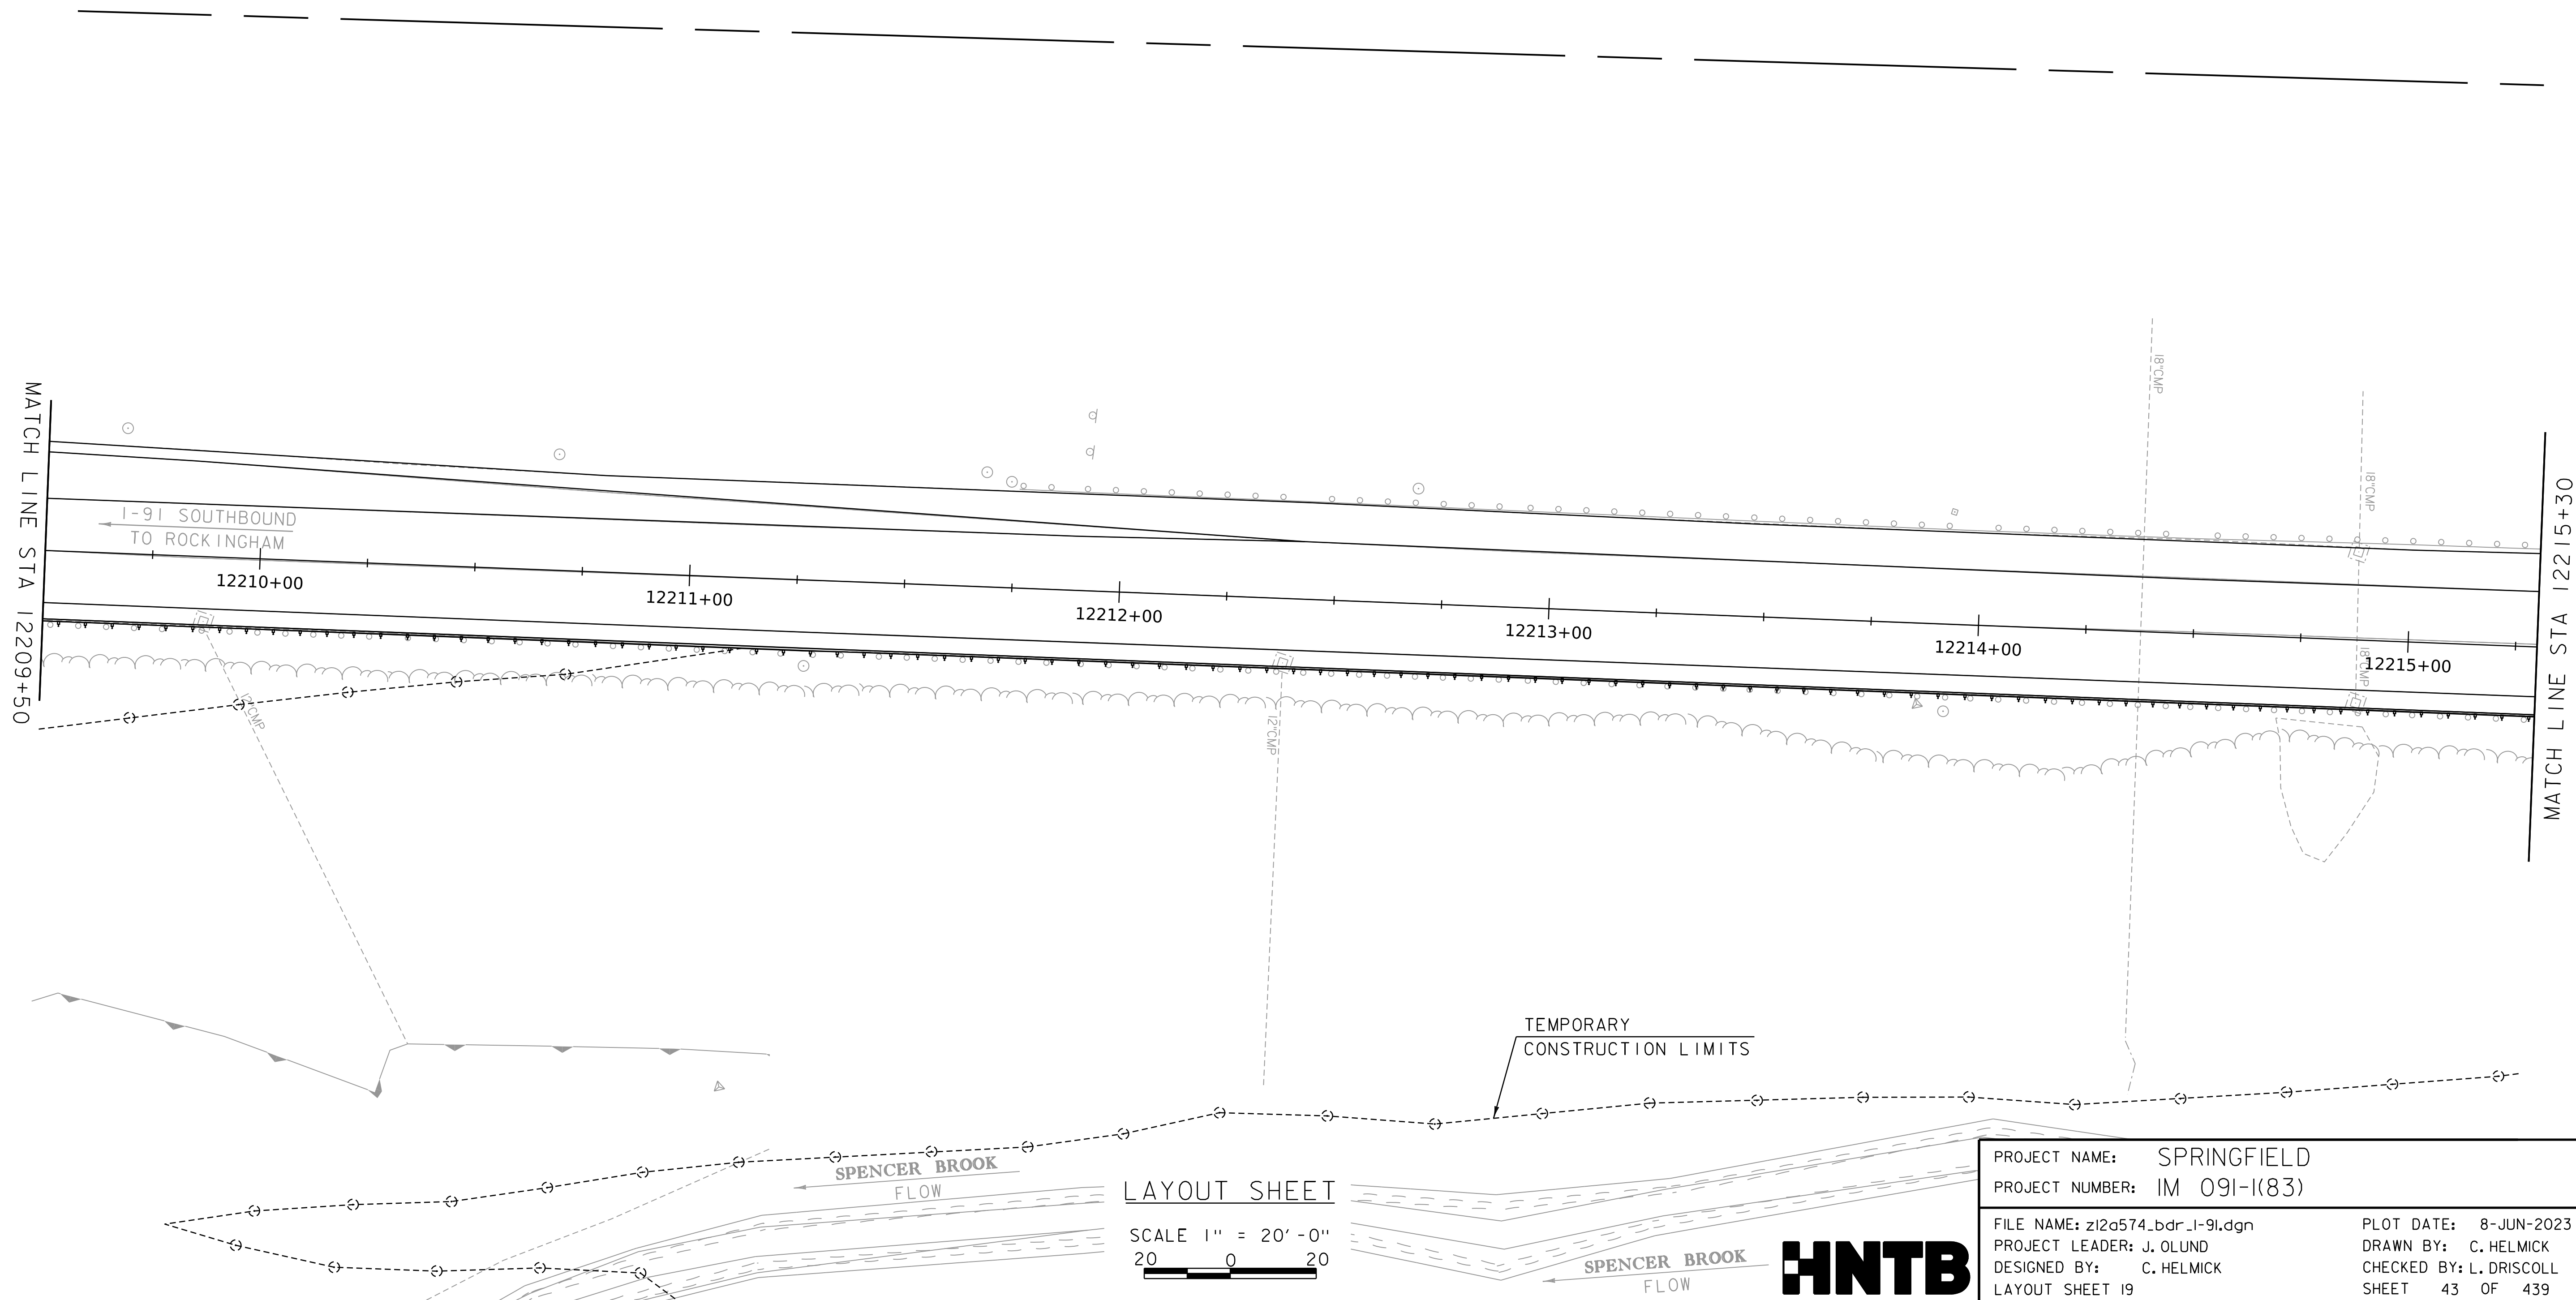 MATCH LINE STA 12209+50
I-91 SOUTHBOUND
TO ROCKINGHAM
12210+00
12211+00
12212+00
12213+00
12214+00
12215+00
18"CMP
18"CMP
18"CMP
12"CMP
12"CMP
MATCH LINE STA 12215+30
TEMPORARY
CONSTRUCTION LIMITS
SPENCER BROOK
FLOW
LAYOUT SHEET
SCALE 1" = 20'-0"
20 0 20
SPENCER BROOK
FLOW
HNTB
PROJECT NAME: SPRINGFIELD
PROJECT NUMBER: IM 091-1(83)
FILE NAME: z12a574_bdr_I-91.dgn
PLOT DATE: 8-JUN-2023
PROJECT LEADER: J. OLUND
DRAWN BY: C. HELMICK
DESIGNED BY: C. HELMICK
CHECKED BY: L. DRISCOLL
LAYOUT SHEET 19
SHEET 43 OF 439